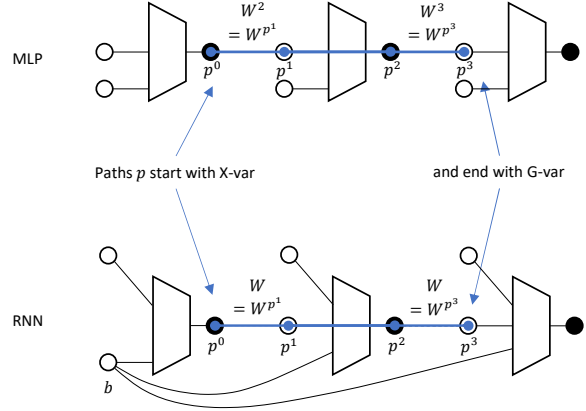 W² W³
= W^{p¹} = W^{p³}
MLP
p⁰ p¹ p² p³
Paths p start with X-var and end with G-var
W W
= W^{p¹} = W^{p³}
RNN
p⁰ p¹ p² p³
b